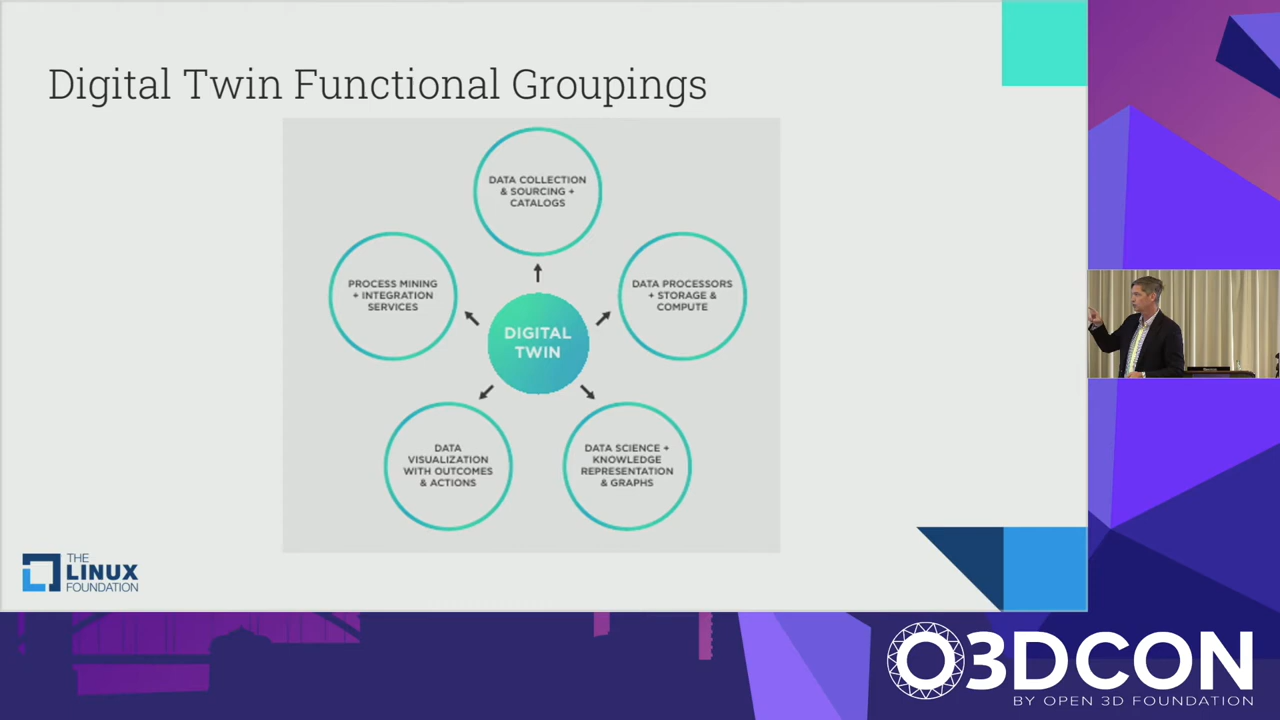 Digital Twin Functional Groupings
DATA COLLECTION
& SOURCING +
CATALOGS
PROCESS MINING
+ INTEGRATION
SERVICES
DATA PROCESSORS
+ STORAGE &
COMPUTE
DIGITAL
TWIN
DATA
VISUALIZATION
WITH OUTCOMES
& ACTIONS
DATA SCIENCE +
KNOWLEDGE
REPRESENTATION
& GRAPHS
THE
LINUX
FOUNDATION
O3DCON
BY OPEN 3D FOUNDATION